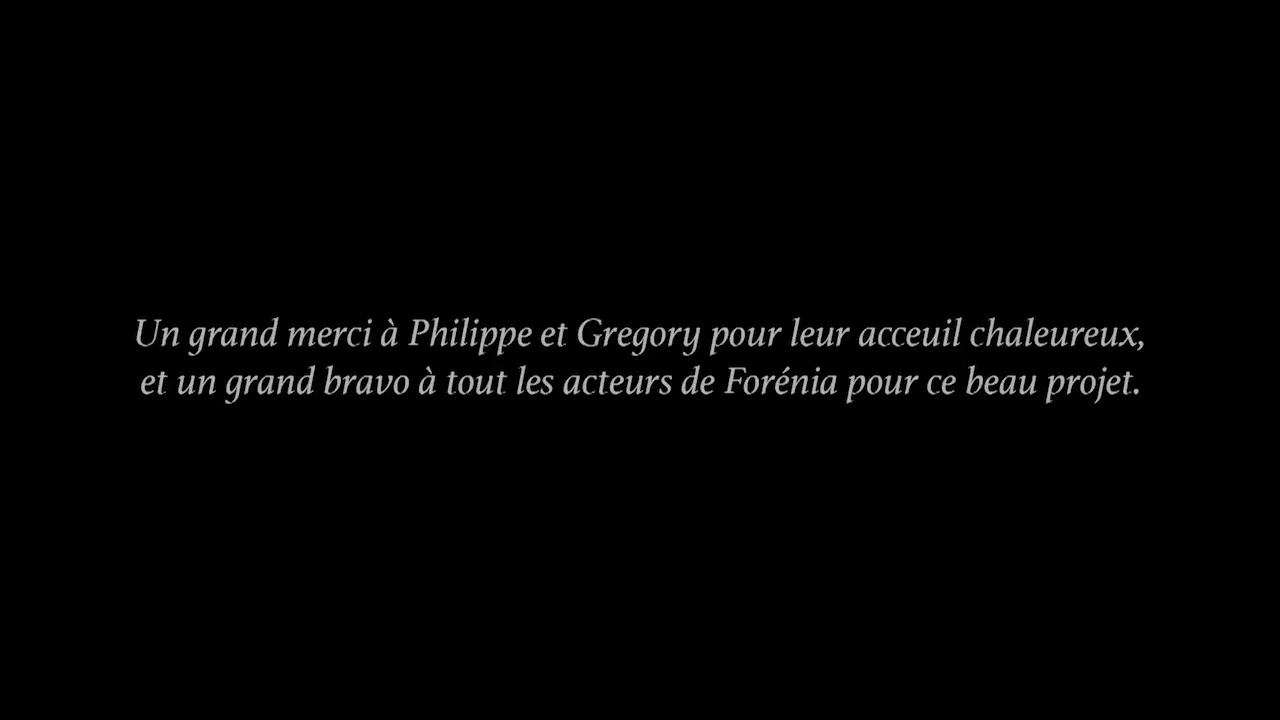 Un grand merci à Philippe et Gregory pour leur acceuil chaleureux,
et un grand bravo à tout les acteurs de Forénia pour ce beau projet.